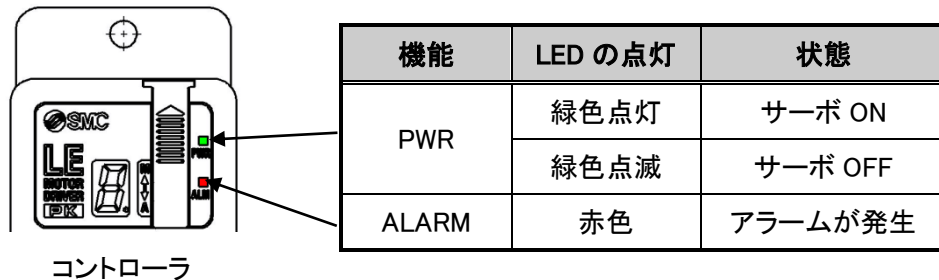 SMC
LE
MOTOR
DRIVER
PK
8.
M
A
PWR
ALM
コントローラ
機能 LED の点灯 状態
PWR 緑色点灯 サーボ ON
緑色点滅 サーボ OFF
ALARM 赤色 アラームが発生